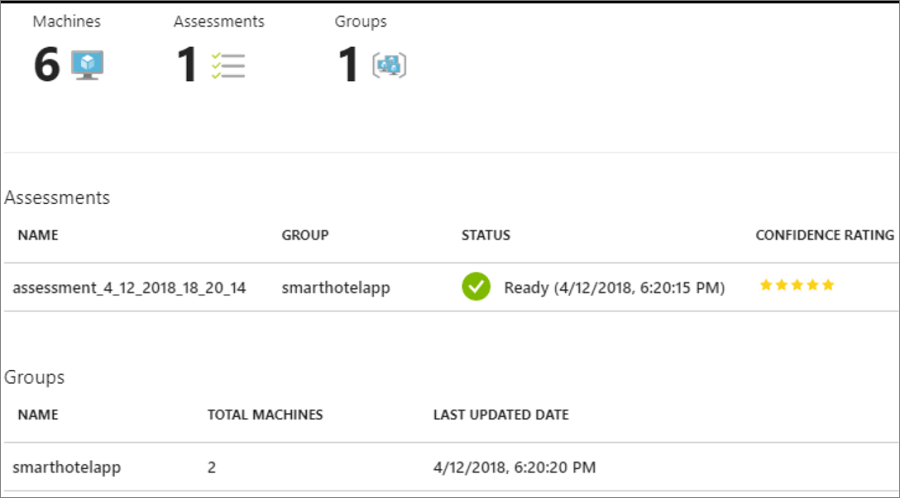 Machines Assessments Groups
6 1 1
Assessments
NAME GROUP STATUS CONFIDENCE RATING
assessment_4_12_2018_18_20_14 smarthotelapp Ready (4/12/2018, 6:20:15 PM)
Groups
NAME TOTAL MACHINES LAST UPDATED DATE
smarthotelapp 2 4/12/2018, 6:20:20 PM